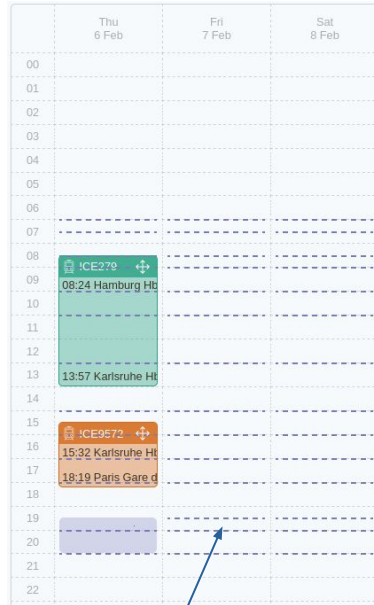 Thu
6 Feb
Fri
7 Feb
Sat
8 Feb
00
01
02
03
04
05
06
07
08
ICE279
09
08:24 Hamburg Hb
10
11
12
13
13:57 Karlsruhe Hb
14
15
ICE9572
16
15:32 Karlsruhe Hb
17
18:19 Paris Gare d
18
19
20
21
22